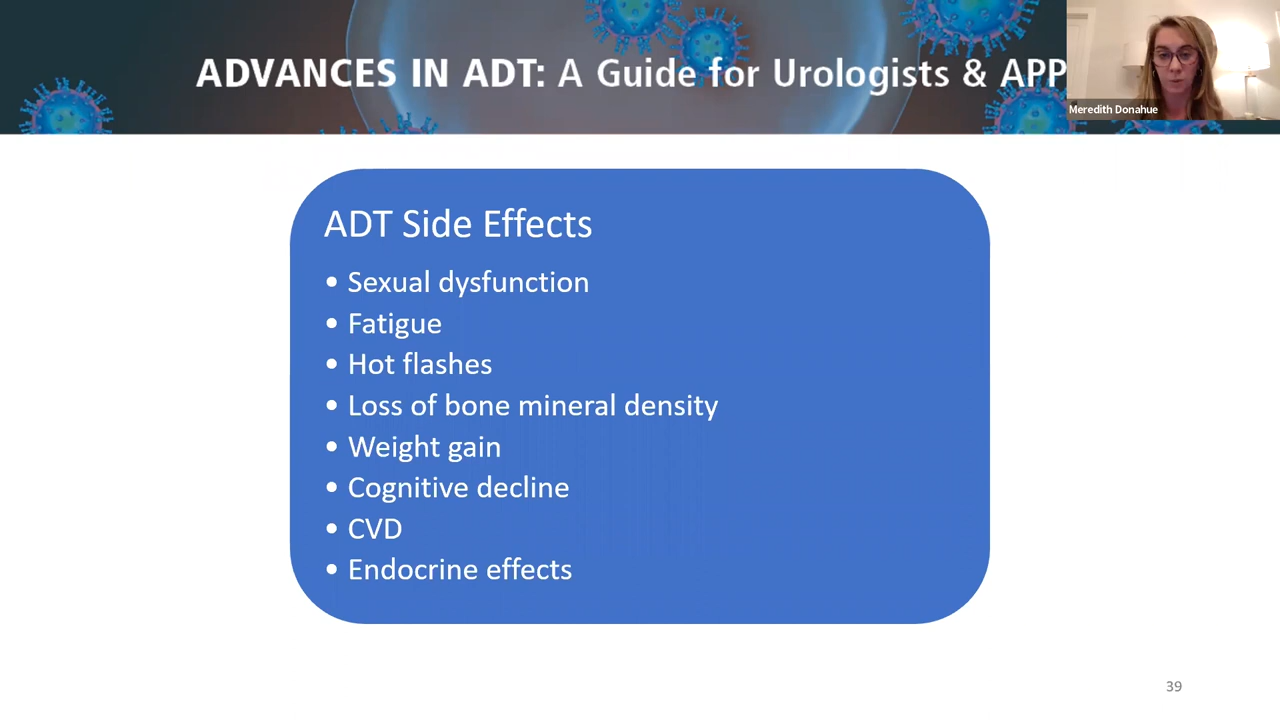 ADVANCES IN ADT: A Guide for Urologists & APP
Meredith Donahue
ADT Side Effects
• Sexual dysfunction
• Fatigue
• Hot flashes
• Loss of bone mineral density
• Weight gain
• Cognitive decline
• CVD
• Endocrine effects
39